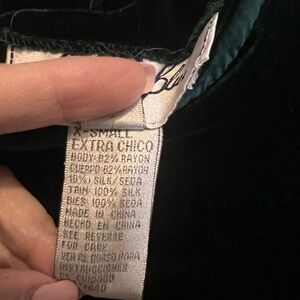 X-SMALL
EXTRA CHICO
BODY: 82% RAYON
CUERPO: 82% RAYON
18% SILK/SEDA
TRIM: 100% SILK
BIES: 100% SEDA
MADE IN CHINA
HECHO EN CHINA
SEE REVERSE
FOR CARE
VEA AL DORSO PARA
INSTRUCCIONES
DE CUIDADO